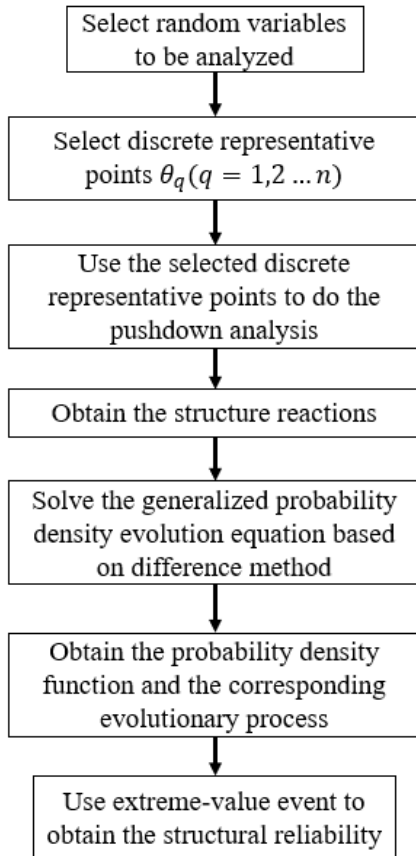 Select random variables
to be analyzed
Select discrete representative
points θ_q(q = 1,2 … n)
Use the selected discrete
representative points to do the
pushdown analysis
Obtain the structure reactions
Solve the generalized probability
density evolution equation based
on difference method
Obtain the probability density
function and the corresponding
evolutionary process
Use extreme-value event to
obtain the structural reliability